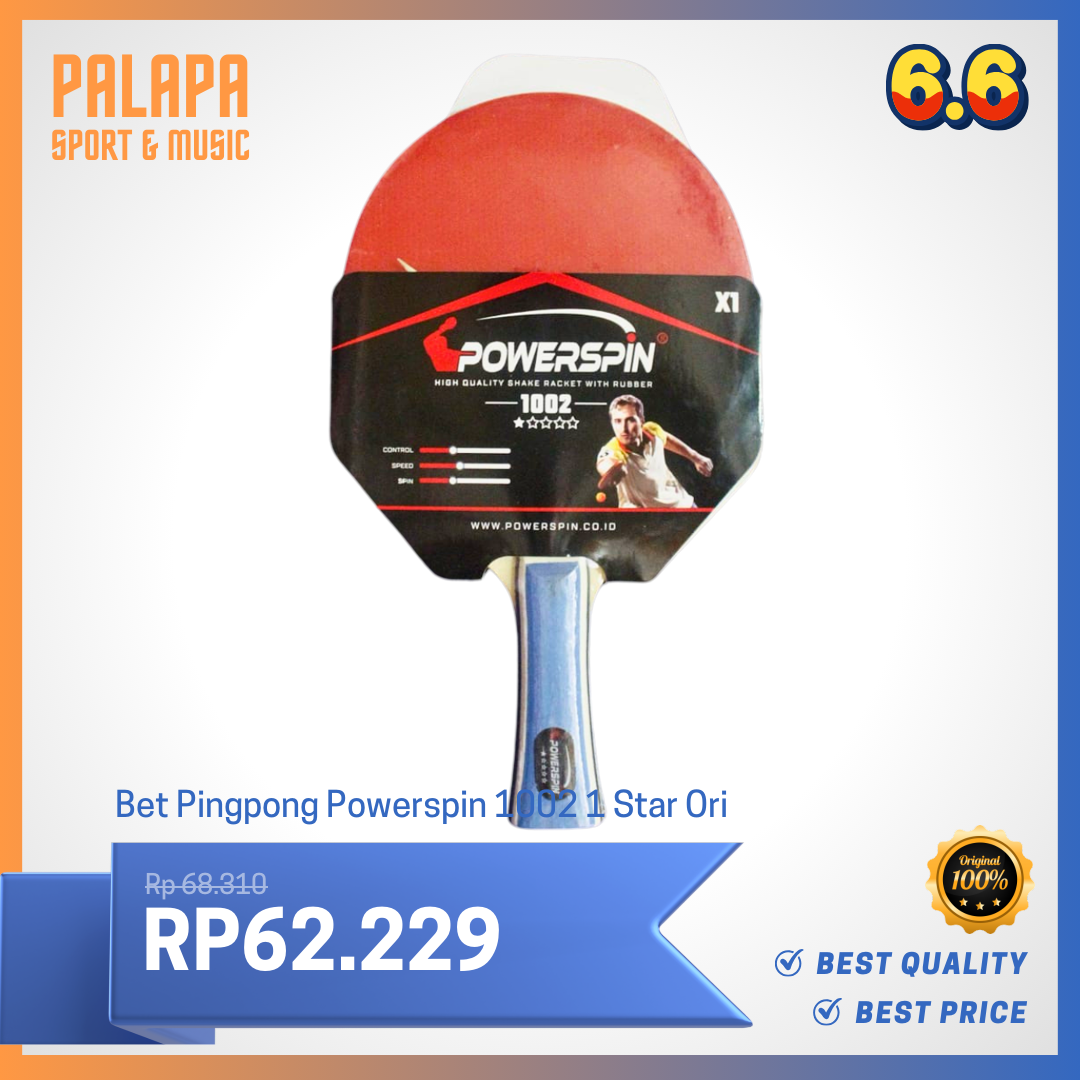 PALAPA
SPORT & MUSIC
6.6
X1
POWERSPIN®
HIGH QUALITY SHAKE RACKET WITH RUBBER
1002
CONTROL
SPEED
SPIN
WWW.POWERSPIN.CO.ID
POWERSPIN
Bet Pingpong Powerspin 1002 1 Star Ori
Rp 68.310
RP62.229
Original
100%
BEST QUALITY
BEST PRICE